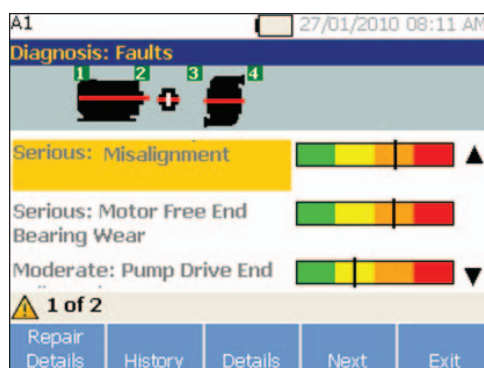 A1 27/01/2010 08:11 AM
Diagnosis: Faults
1 2 3 4
Serious: Misalignment
Serious: Motor Free End
Bearing Wear
Moderate: Pump Drive End
1 of 2
Repair
Details History Details Next Exit